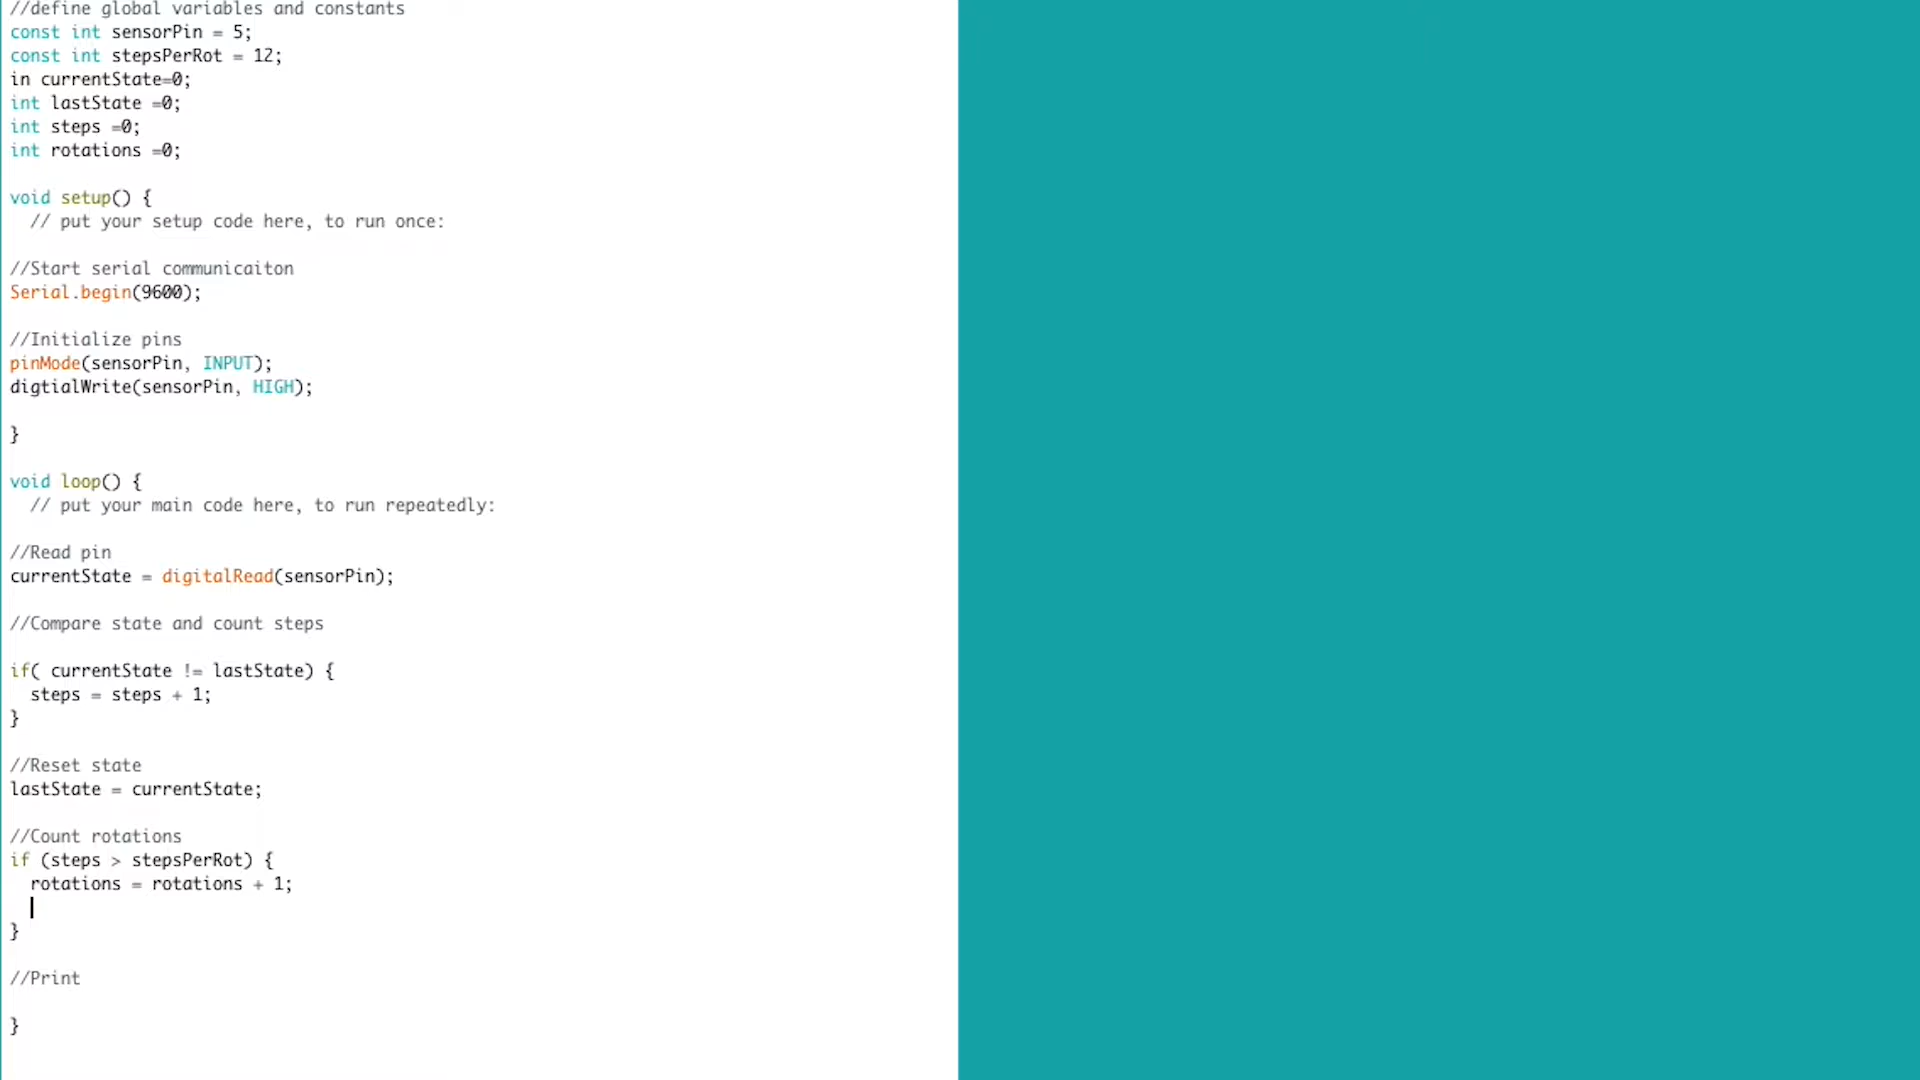 //define global variables and constants
const int sensorPin = 5;
const int stepsPerRot = 12;
in currentState=0;
int lastState =0;
int steps =0;
int rotations =0;
void setup() {
// put your setup code here, to run once:
//Start serial communicaiton
Serial.begin(9600);
//Initialize pins
pinMode(sensorPin, INPUT);
digtialWrite(sensorPin, HIGH);
}
void loop() {
// put your main code here, to run repeatedly:
//Read pin
currentState = digitalRead(sensorPin);
//Compare state and count steps
if( currentState != lastState) {
steps = steps + 1;
}
//Reset state
lastState = currentState;
//Count rotations
if (steps > stepsPerRot) {
rotations = rotations + 1;
}
//Print
}